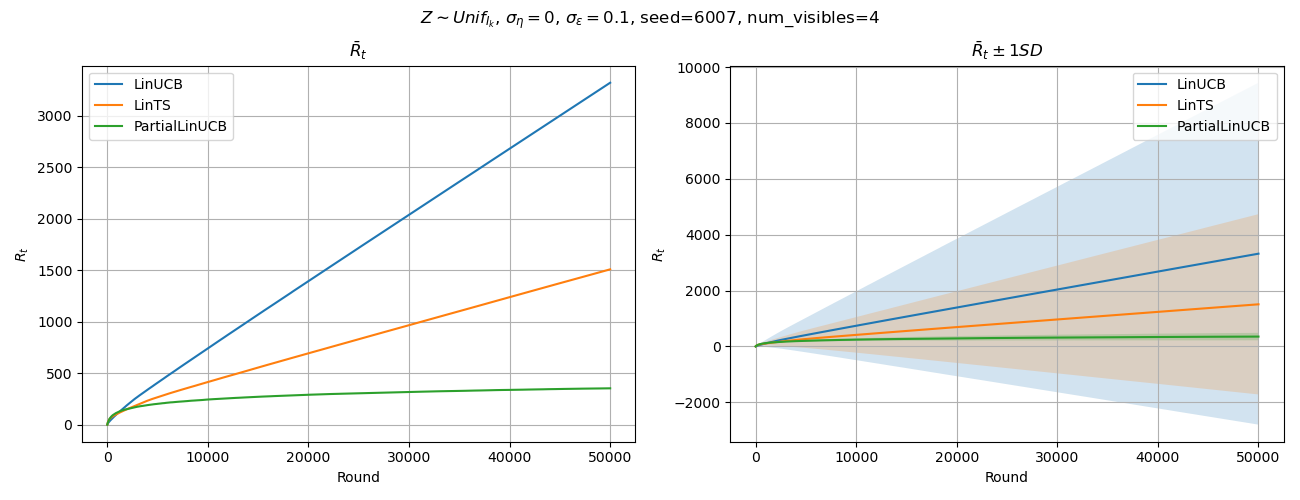 Z ~ Unif_{I_k}, σ_η = 0, σ_ε = 0.1, seed=6007, num_visibles=4
R̄_t
LinUCB
LinTS
PartialLinUCB
3000
2500
2000
1500
1000
500
0
R_t
0 10000 20000 30000 40000 50000
Round
R̄_t ± 1SD
LinUCB
LinTS
PartialLinUCB
10000
8000
6000
4000
2000
0
−2000
R_t
0 10000 20000 30000 40000 50000
Round